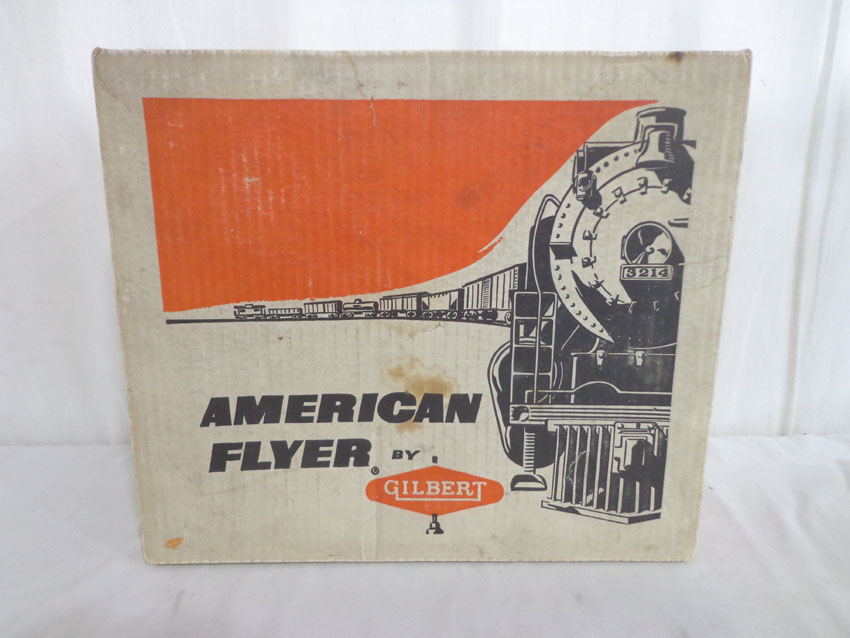 3214
AMERICAN
FLYER® BY
GILBERT